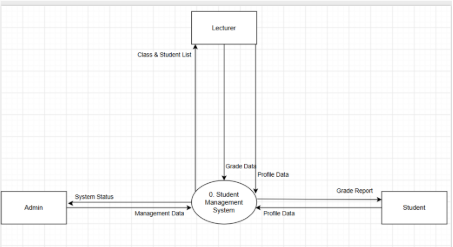 Lecturer
Class & Student List
Grade Data
Profile Data
0. Student
Management
System
Admin
System Status
Management Data
Grade Report
Profile Data
Student